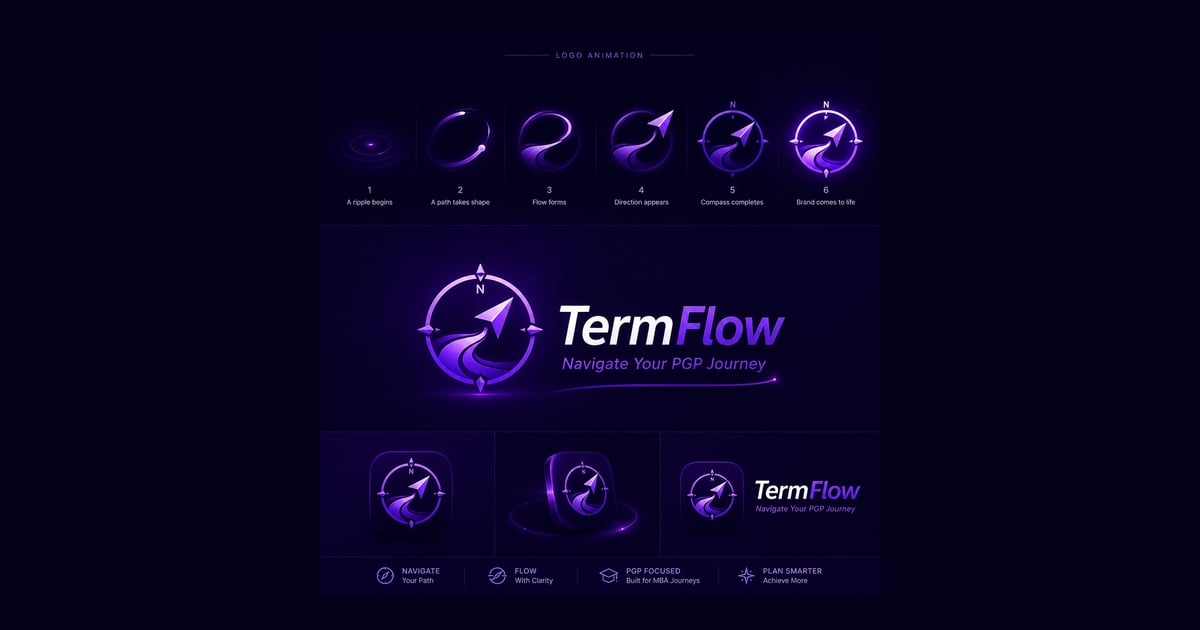 LOGO ANIMATION
N
N
1
2
3
4
5
6
A ripple begins
A path takes shape
Flow forms
Direction appears
Compass completes
Brand comes to life
N
TermFlow
Navigate Your PGP Journey
N
N
N
TermFlow
Navigate Your PGP Journey
NAVIGATE
Your Path
FLOW
With Clarity
PGP FOCUSED
Built for MBA Journeys
PLAN SMARTER
Achieve More